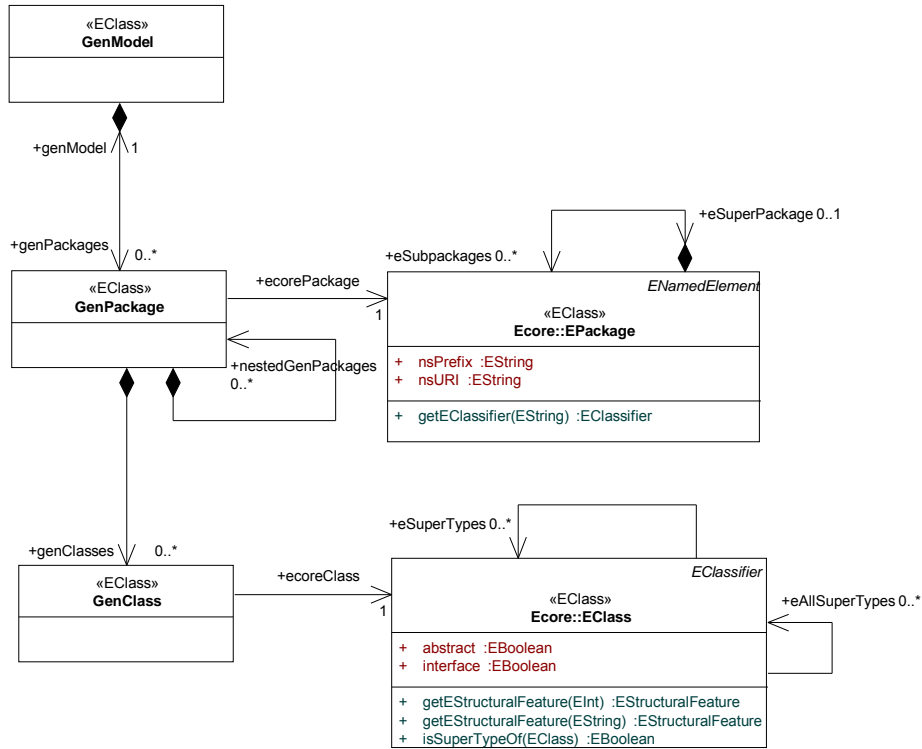 «EClass»
GenModel
+genModel 1
+genPackages 0..*
«EClass»
GenPackage
+ecorePackage
1
+nestedGenPackages
0..*
+eSuperPackage 0..1
+eSubpackages 0..*
ENamedElement
«EClass»
Ecore::EPackage
+ nsPrefix :EString
+ nsURI :EString
+ getEClassifier(EString) :EClassifier
+genClasses 0..*
«EClass»
GenClass
+ecoreClass
1
+eSuperTypes 0..*
EClassifier
«EClass»
Ecore::EClass
+eAllSuperTypes 0..*
+ abstract :EBoolean
+ interface :EBoolean
+ getEStructuralFeature(EInt) :EStructuralFeature
+ getEStructuralFeature(EString) :EStructuralFeature
+ isSuperTypeOf(EClass) :EBoolean